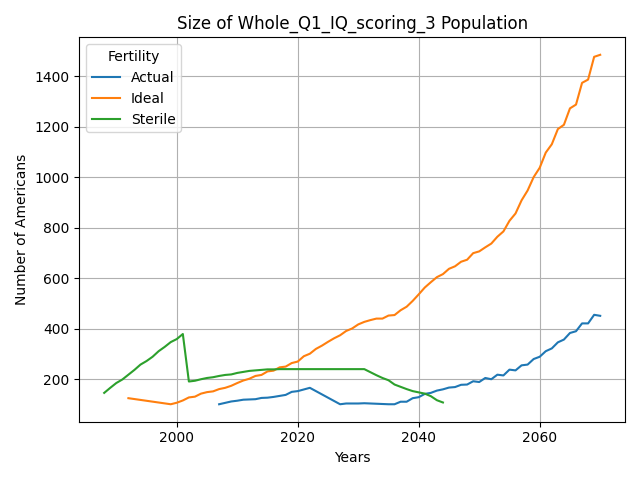 Size of Whole_Q1_IQ_scoring_3 Population
Fertility
Actual
Ideal
Sterile
Number of Americans
1400
1200
1000
800
600
400
200
2000
2020
2040
2060
Years